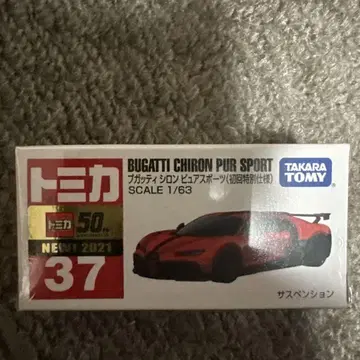 トミカ
トミカ 50th
NEW! 2021
37
BUGATTI CHIRON PUR SPORT
ブガッティ シロン ピュアスポーツ(初回特別仕様)
SCALE 1/63
TAKARA
TOMY
サスペンション